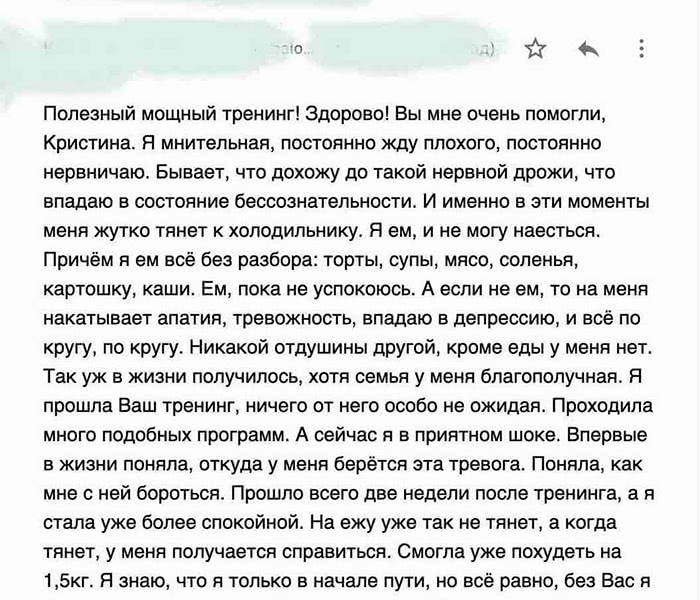 Полезный мощный тренинг! Здорово! Вы мне очень помогли,
Кристина. Я мнительная, постоянно жду плохого, постоянно
нервничаю. Бывает, что дохожу до такой нервной дрожи, что
впадаю в состояние бессознательности. И именно в эти моменты
меня жутко тянет к холодильнику. Я ем, и не могу наесться.
Причём я ем всё без разбора: торты, супы, мясо, соленья,
картошку, каши. Ем, пока не успокоюсь. А если не ем, то на меня
накатывает апатия, тревожность, впадаю в депрессию, и всё по
кругу, по кругу. Никакой отдушины другой, кроме еды у меня нет.
Так уж в жизни получилось, хотя семья у меня благополучная. Я
прошла Ваш тренинг, ничего от него особо не ожидая. Проходила
много подобных программ. А сейчас я в приятном шоке. Впервые
в жизни поняла, откуда у меня берётся эта тревога. Поняла, как
мне с ней бороться. Прошло всего две недели после тренинга, а я
стала уже более спокойной. На ежу уже так не тянет, а когда
тянет, у меня получается справиться. Смогла уже похудеть на
1,5кг. Я знаю, что я только в начале пути, но всё равно, без Вас я